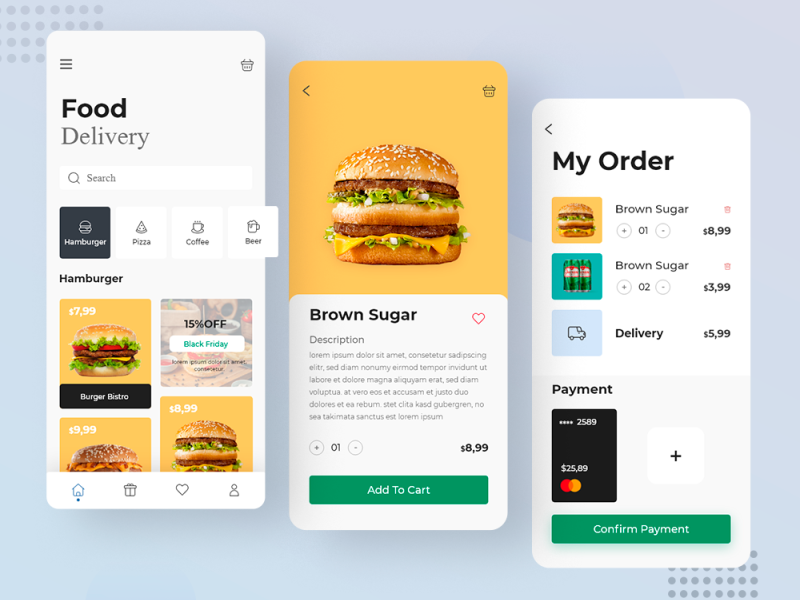 Food
Delivery
Search
Hamburger
Pizza
Coffee
Beer
Hamburger
$7,99
Burger Bistro
15%OFF
Black Friday
lorem ipsum dolor sit amet,
consetetur
$9,99
$8,99
Brown Sugar
Description
lorem ipsum dolor sit amet, consetetur sadipscing
elitr, sed diam nonumy eirmod tempor invidunt ut
labore et dolore magna aliquyam erat, sed diam
voluptua. at vero eos et accusam et justo duo
dolores et ea rebum. stet clita kasd gubergren, no
sea takimata sanctus est lorem ipsum
+ 01 -
$8,99
Add To Cart
My Order
Brown Sugar
+ 01 -
$8,99
Brown Sugar
+ 02 -
$3,99
Delivery
$5,99
Payment
**** 2589
$25,89
+
Confirm Payment